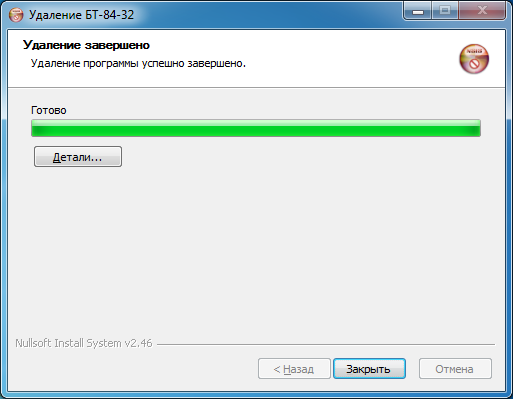 Удаление БТ-84-32
Удаление завершено
Удаление программы успешно завершено.
Готово
Детали...
Nullsoft Install System v2.46
< Назад
Закрыть
Отмена